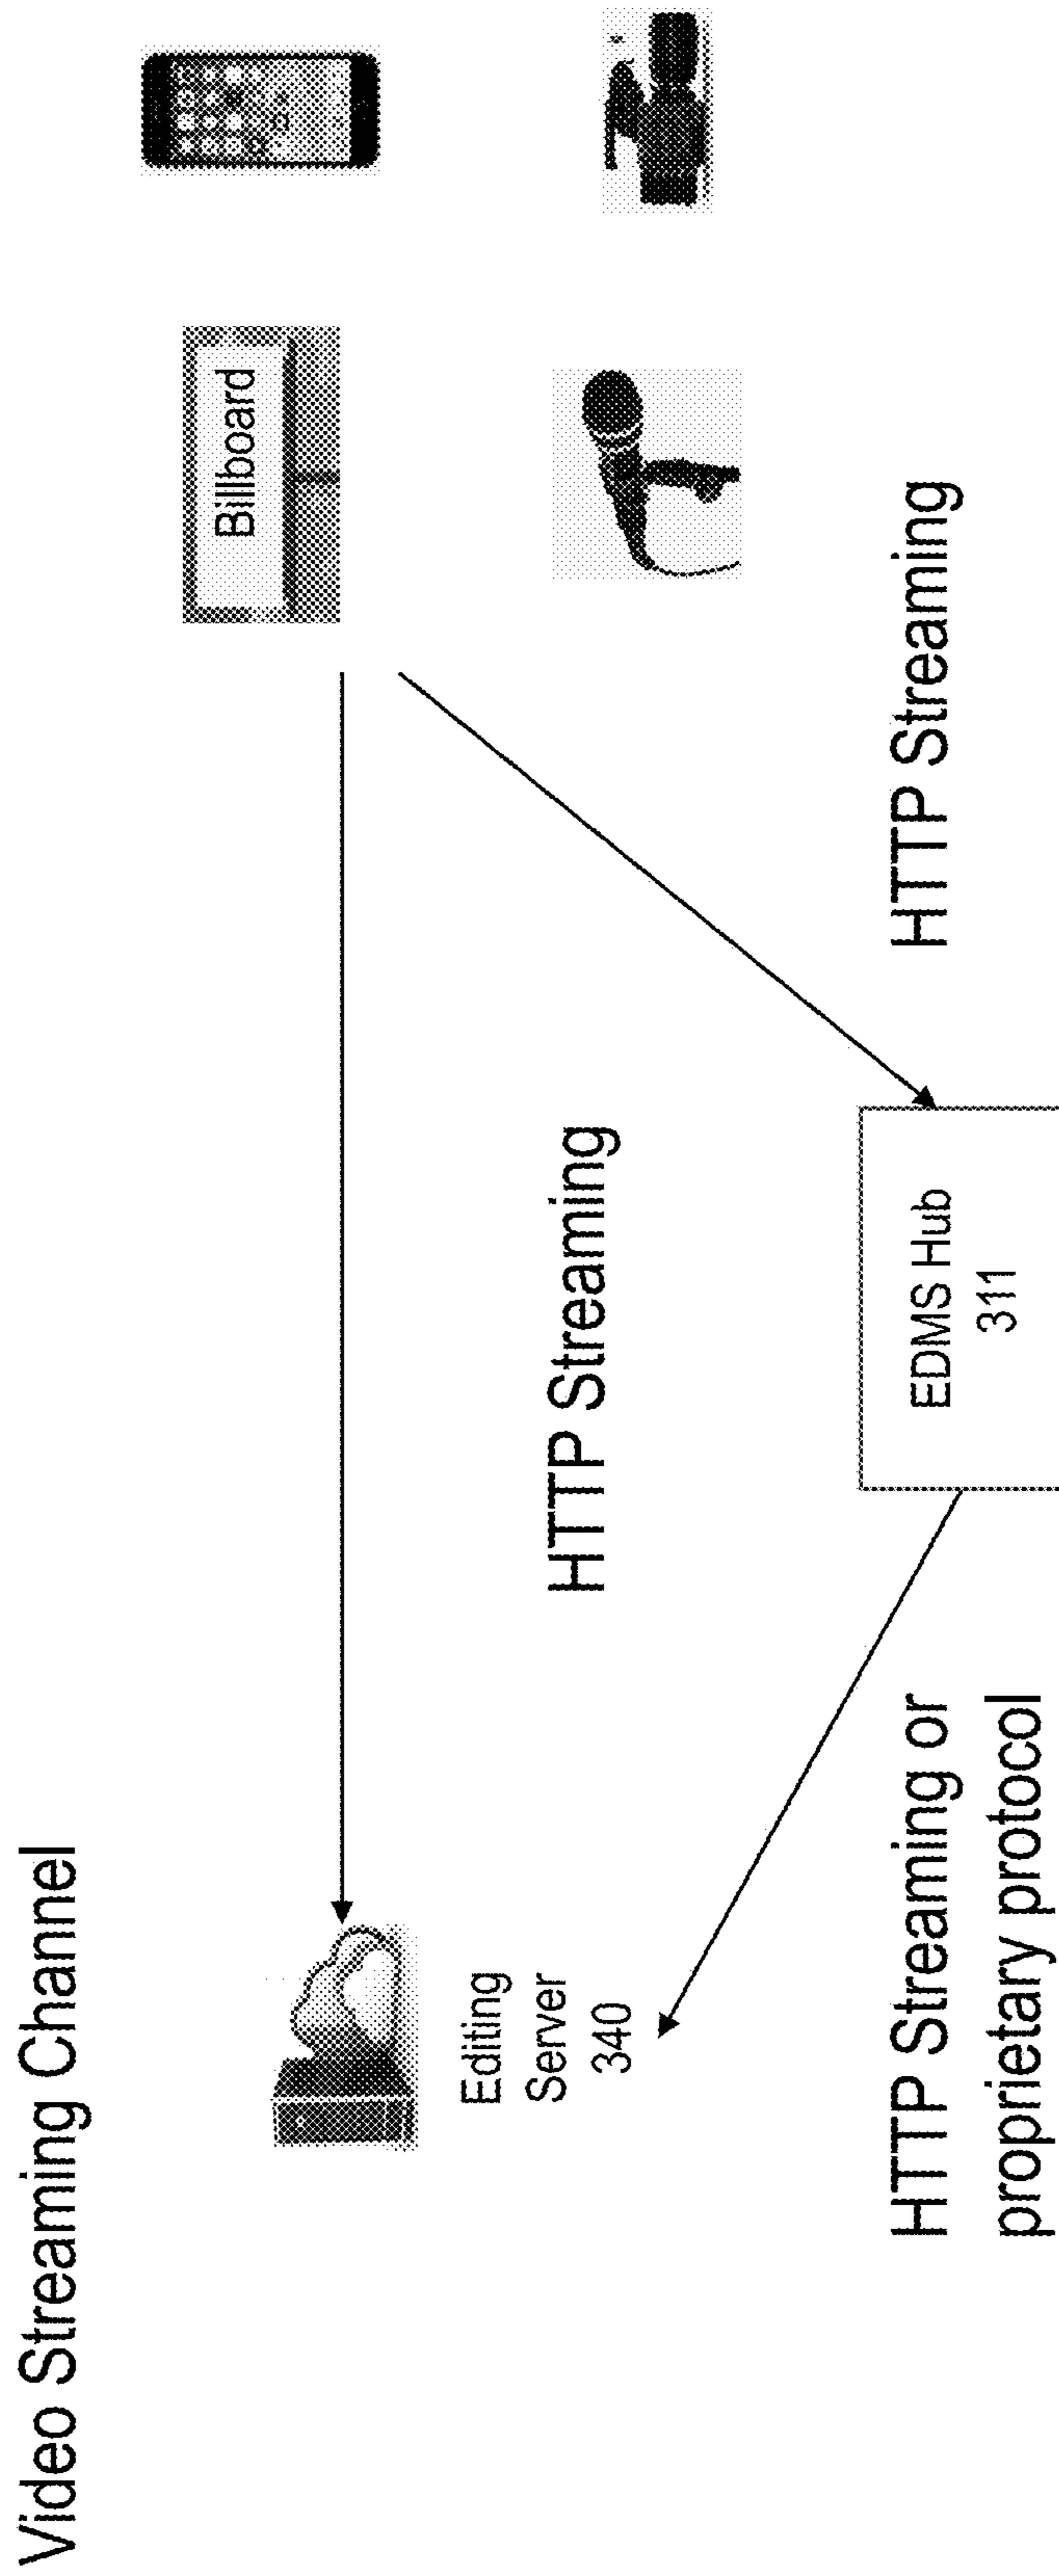 Video Streaming Channel
Billboard
Editing
Server
340
HTTP Streaming
HTTP Streaming or
proprietary protocol
EDMS Hub
311
HTTP Streaming